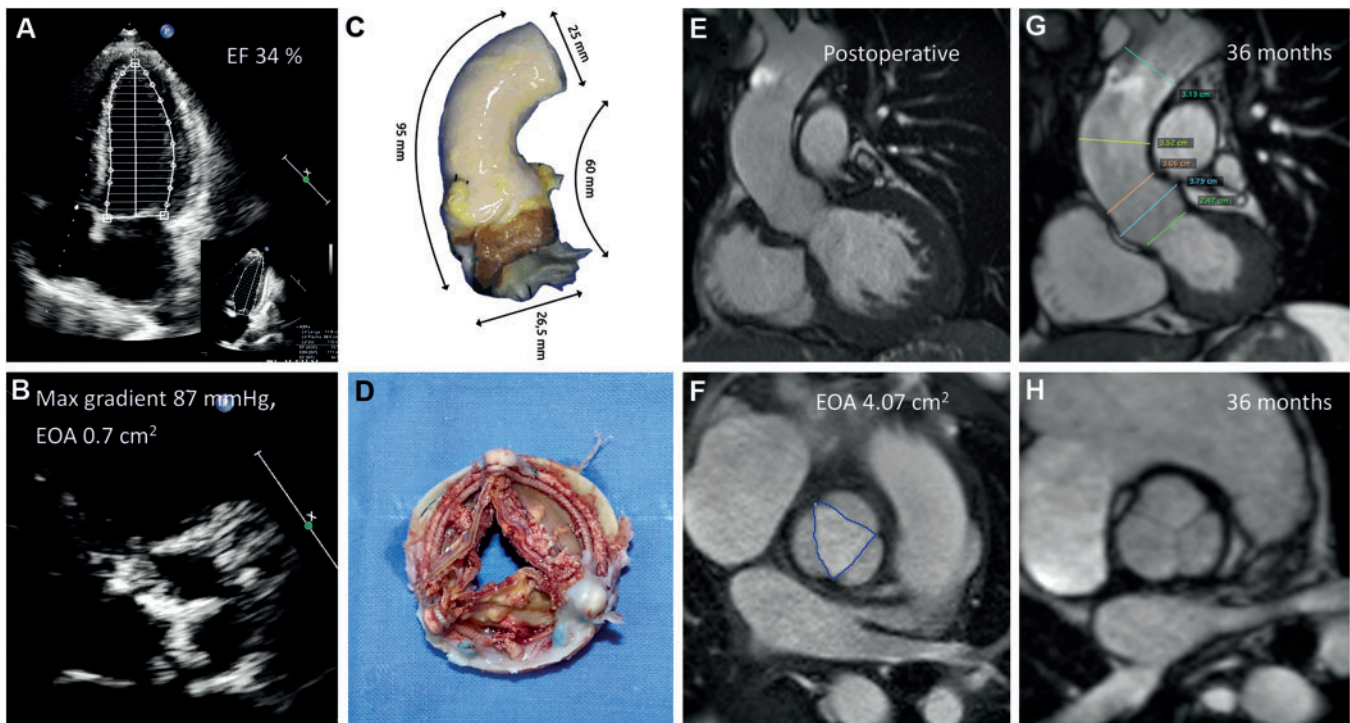 A
EF 34 %
B
Max gradient 87 mmHg,
EOA 0.7 cm²
C
25 mm
95 mm
60 mm
26,5 mm
D
E
Postoperative
F
EOA 4.07 cm²
G
36 months
3.13 cm
3.52 cm
3.06 cm
3.79 cm
2.47 cm
H
36 months